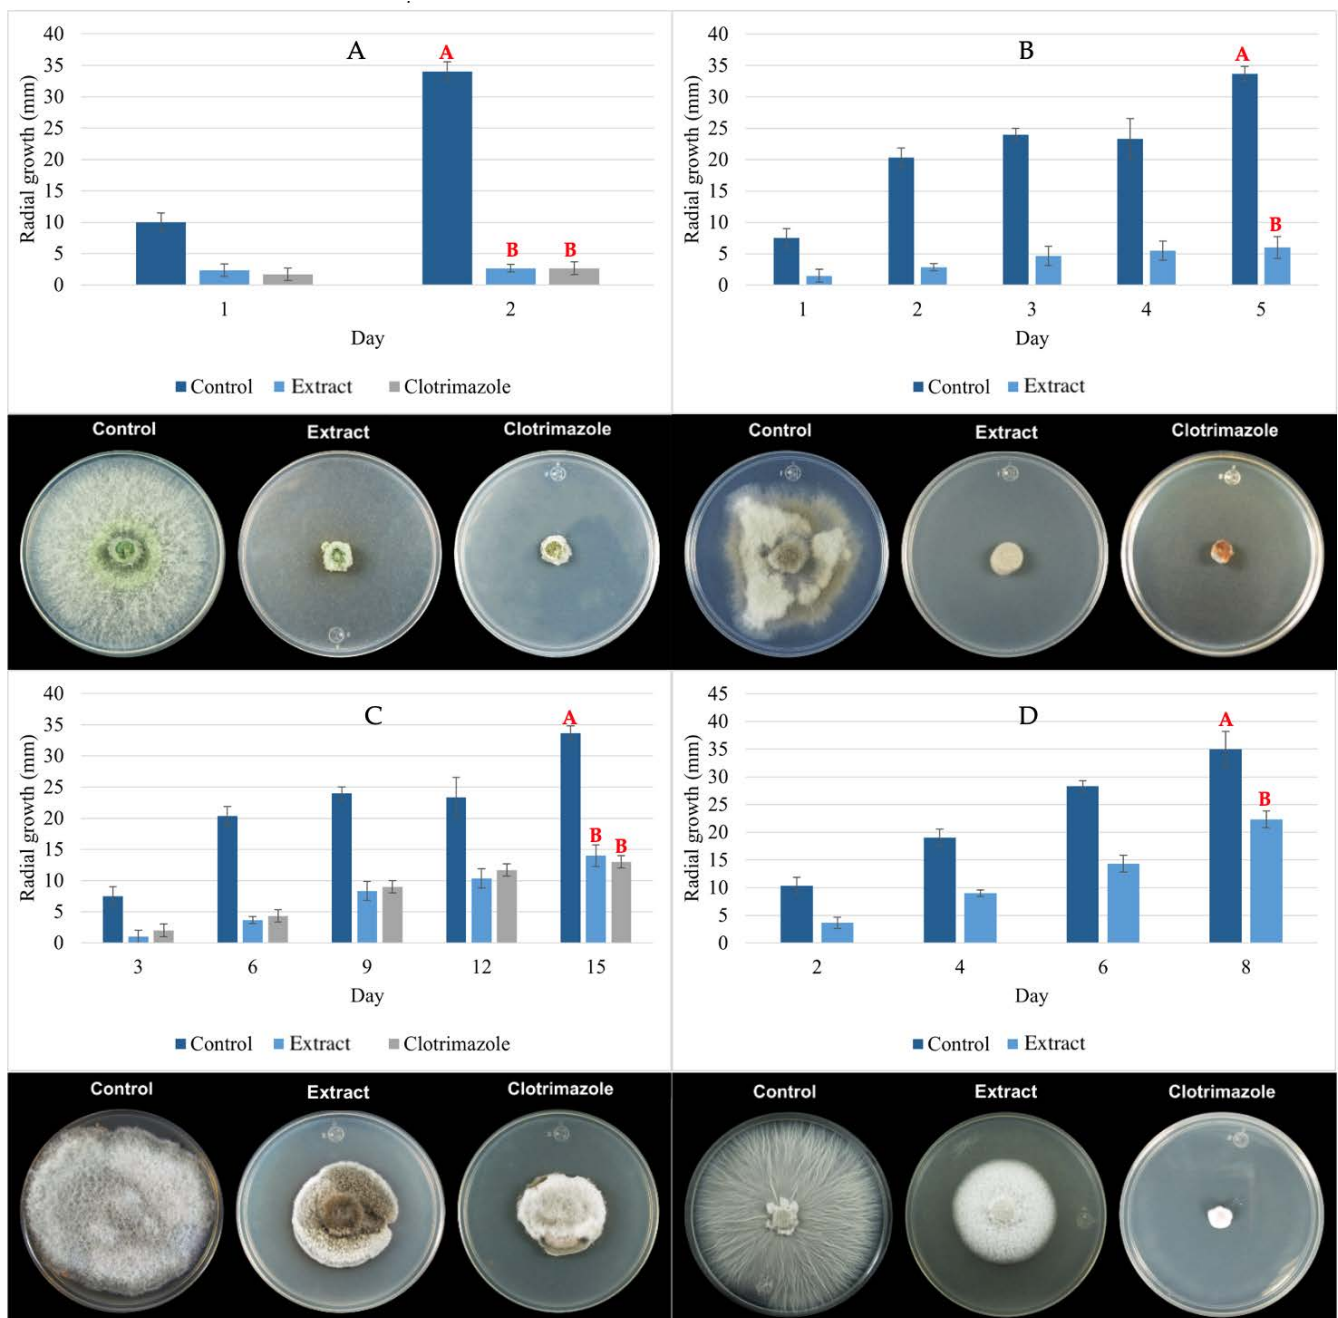 40
35
30
25
20
15
10
5
0
Radial growth (mm)
A
A
B
B
1
2
Day
Control
Extract
Clotrimazole
40
35
30
25
20
15
10
5
0
Radial growth (mm)
B
A
B
1
2
3
4
5
Day
Control
Extract
Control
Extract
Clotrimazole
Control
Extract
Clotrimazole
40
35
30
25
20
15
10
5
0
Radial growth (mm)
C
A
B
B
3
6
9
12
15
Day
Control
Extract
Clotrimazole
45
40
35
30
25
20
15
10
5
0
Radial growth (mm)
D
A
B
2
4
6
8
Day
Control
Extract
Control
Extract
Clotrimazole
Control
Extract
Clotrimazole